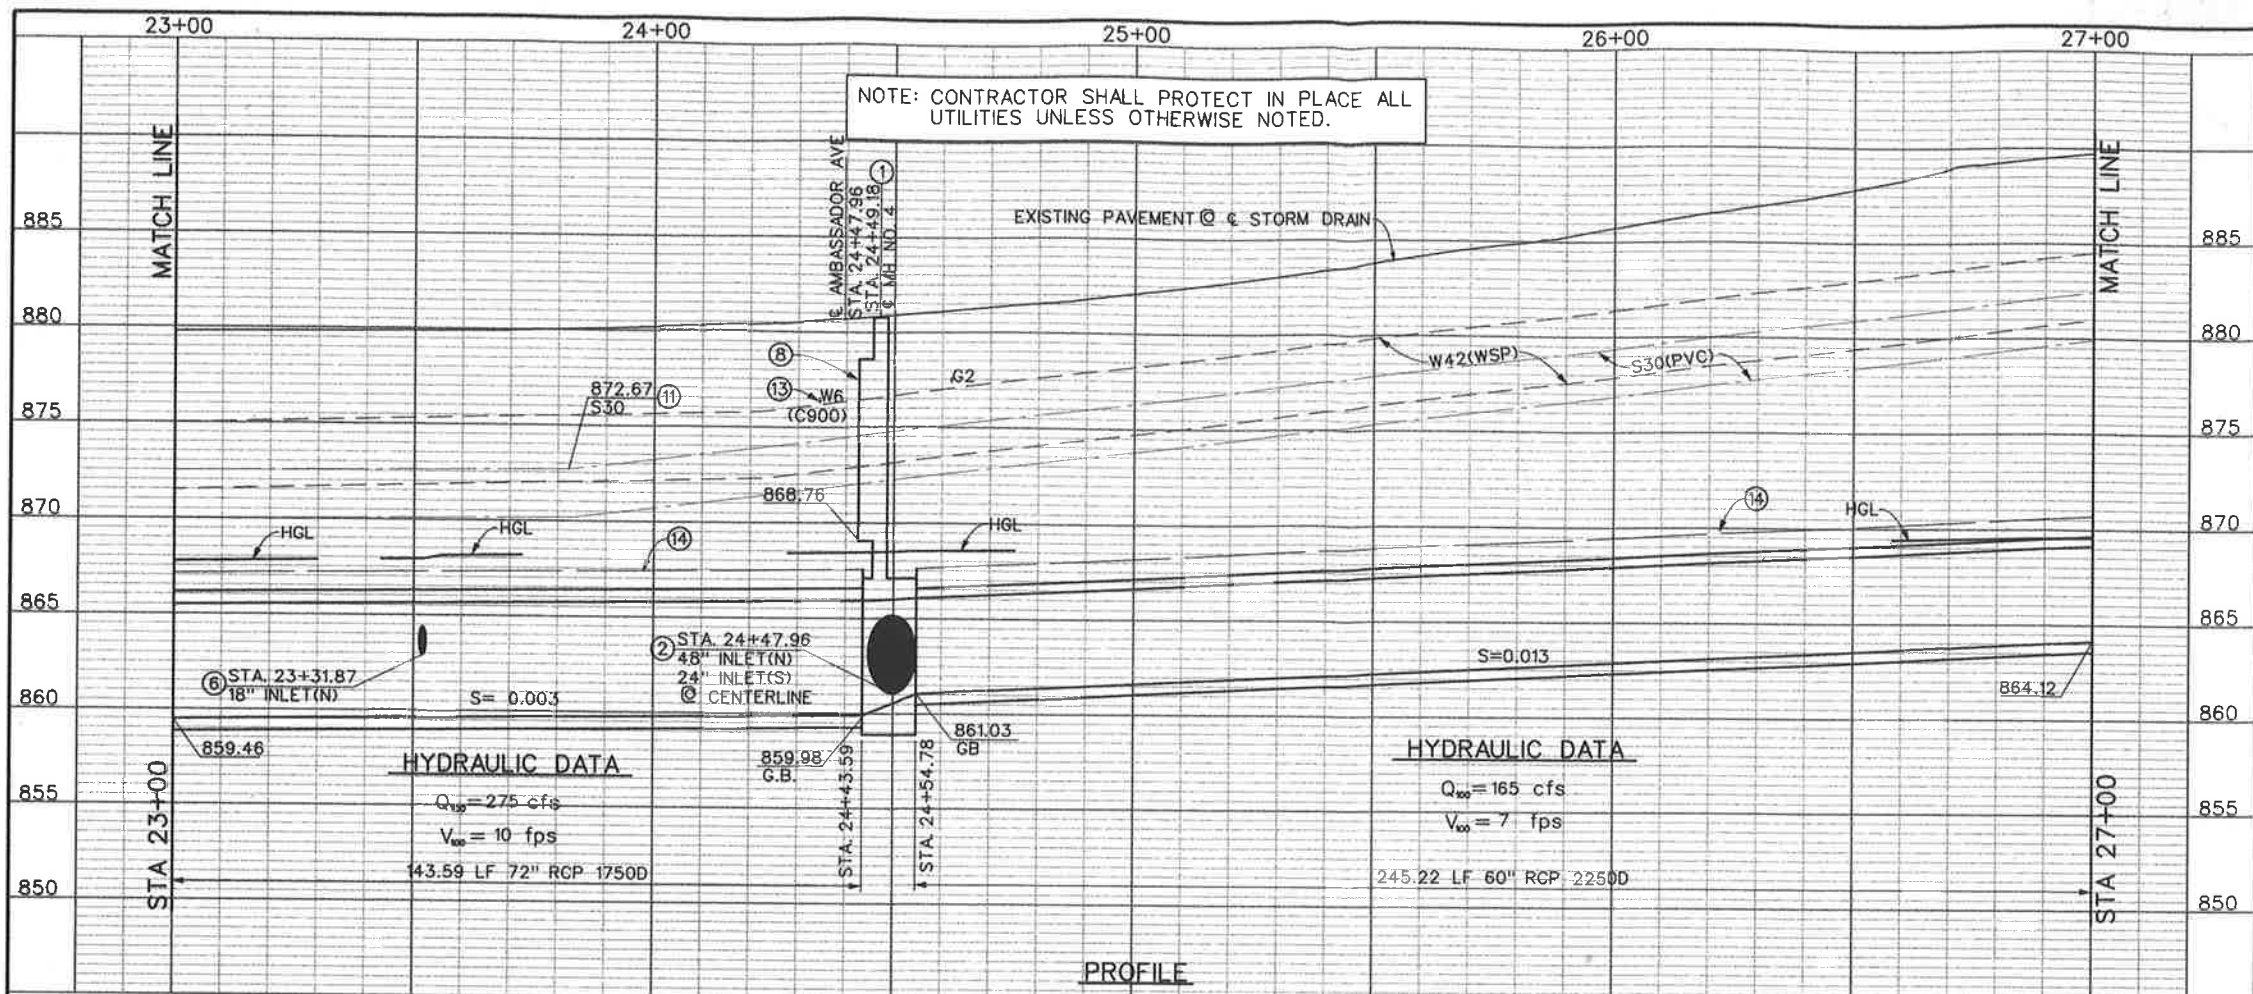 23+00
24+00
25+00
26+00
27+00
NOTE: CONTRACTOR SHALL PROTECT IN PLACE ALL
UTILITIES UNLESS OTHERWISE NOTED.
MATCH LINE
℄ AMBASSADOR AVE
STA. 24+47.96
STA. 24+49.18
℄ MH NO. 4
1
EXISTING PAVEMENT @ ℄ STORM DRAIN
MATCH LINE
885
885
880
880
8
13 W6
(C900)
G2
W42(WSP)
S30(PVC)
872.67
S30
11
875
875
868.76
870
870
HGL
HGL
14
HGL
14
HGL
865
865
6 STA. 23+31.87
18" INLET(N)
S= 0.003
2 STA. 24+47.96
48" INLET(N)
24" INLET(S)
@ CENTERLINE
S=0.013
864.12
860
860
859.46
859.98
G.B.
861.03
GB
HYDRAULIC DATA
Q100=275 cfs
V100= 10 fps
143.59 LF 72" RCP 1750D
STA. 24+43.59
STA. 24+54.78
HYDRAULIC DATA
Q100=165 cfs
V100= 7 fps
245.22 LF 60" RCP 2250D
855
855
850
850
STA 23+00
STA 27+00
PROFILE